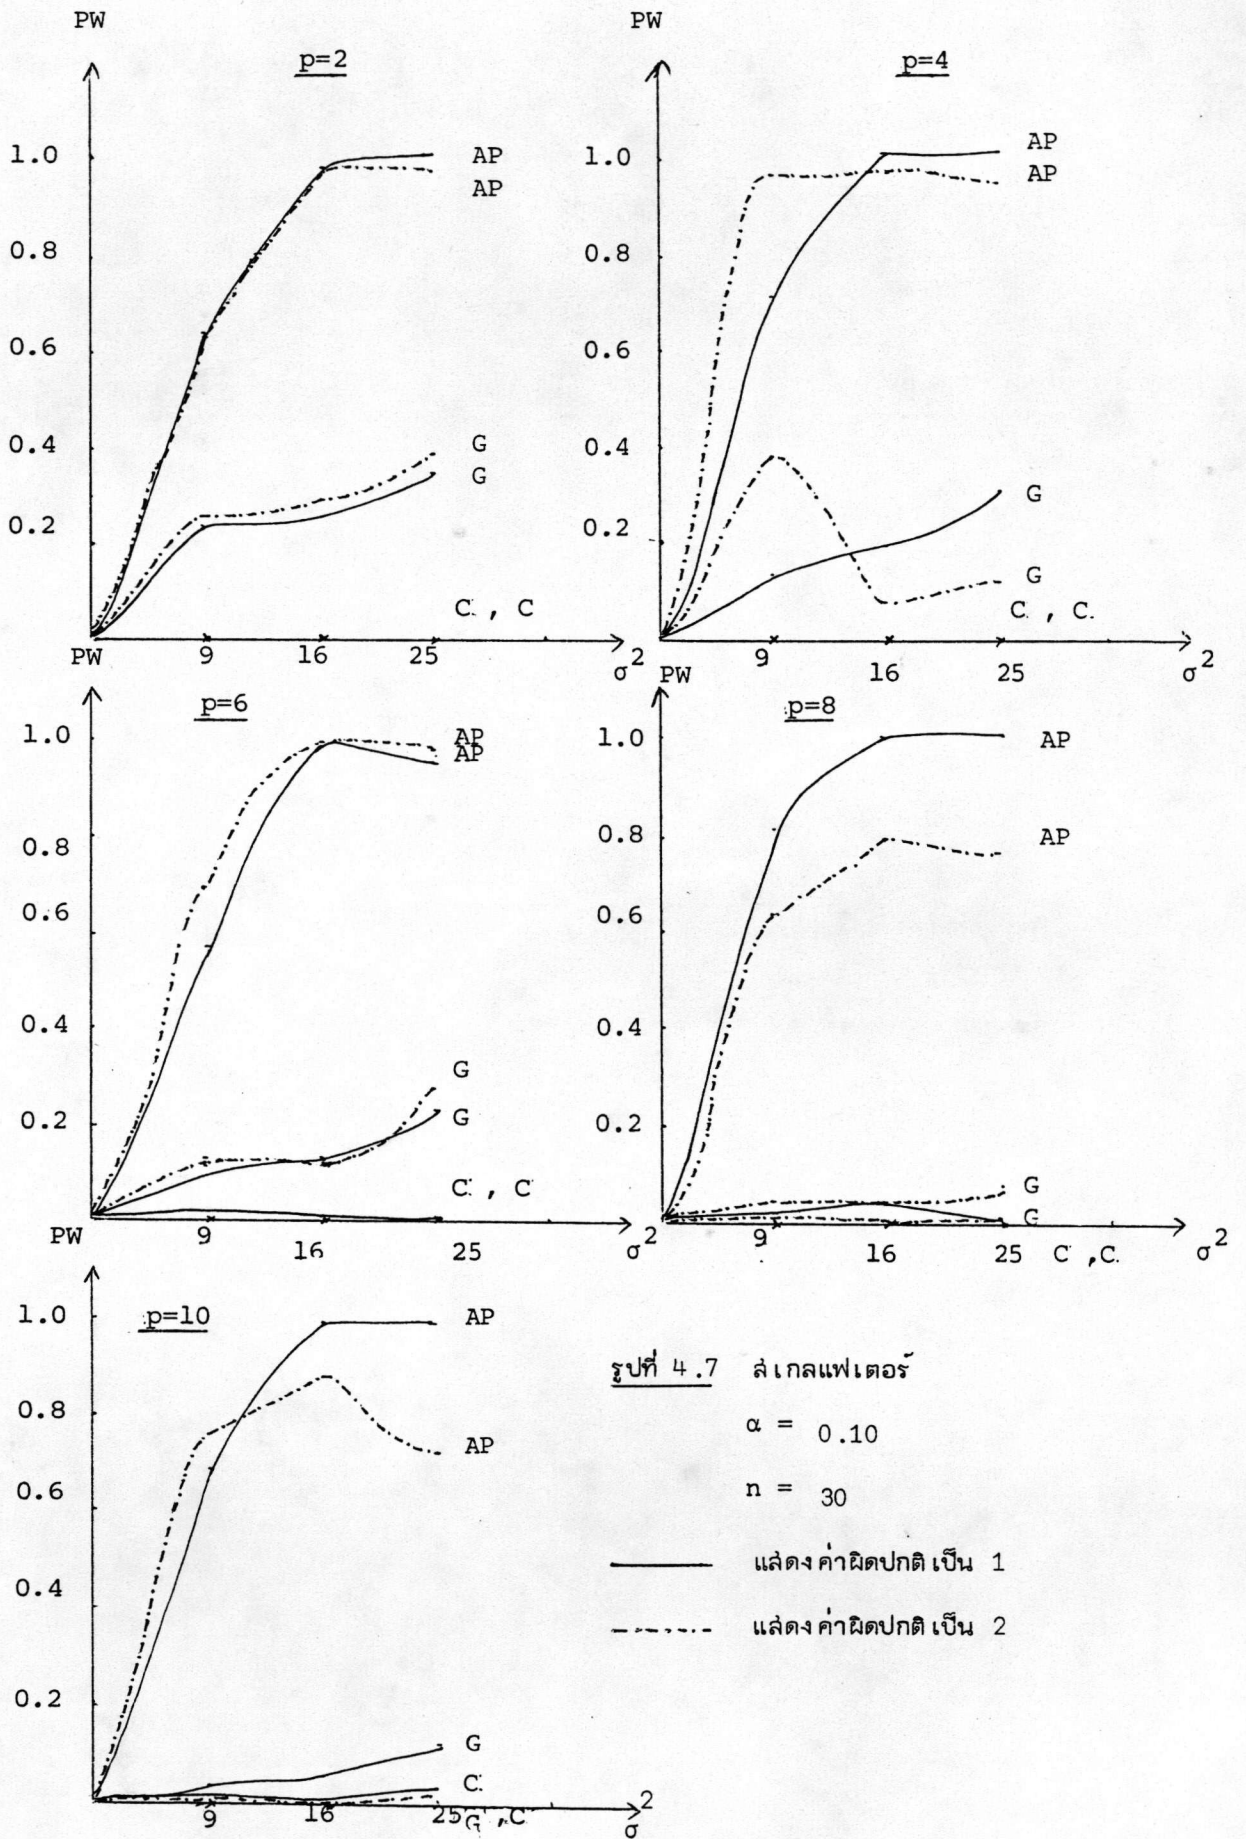 PW PW
p=2 p=4
1.0 AP 1.0 AP
AP AP
0.8 0.8
0.6 0.6
0.4 G 0.4
G G
0.2 0.2
G
C , C C , C.
PW 9 16 25 σ2 PW 9 16 25 σ2
p=6 p=8
1.0 AP 1.0 AP
AP
0.8 0.8 AP
0.6 0.6
0.4 0.4
G
0.2 G 0.2
C , C G
G
PW 9 16 25 σ2 9 16 25 C ,C. σ2
1.0 p=10 AP
รูปที่ 4.7 สเกลแฟเตอร์
0.8 AP α = 0.10
0.6 n = 30
แสดงค่าผิดปกติเป็น 1
0.4
แสดงค่าผิดปกติเป็น 2
0.2
G
C
9 16 25 σ2
G ,C